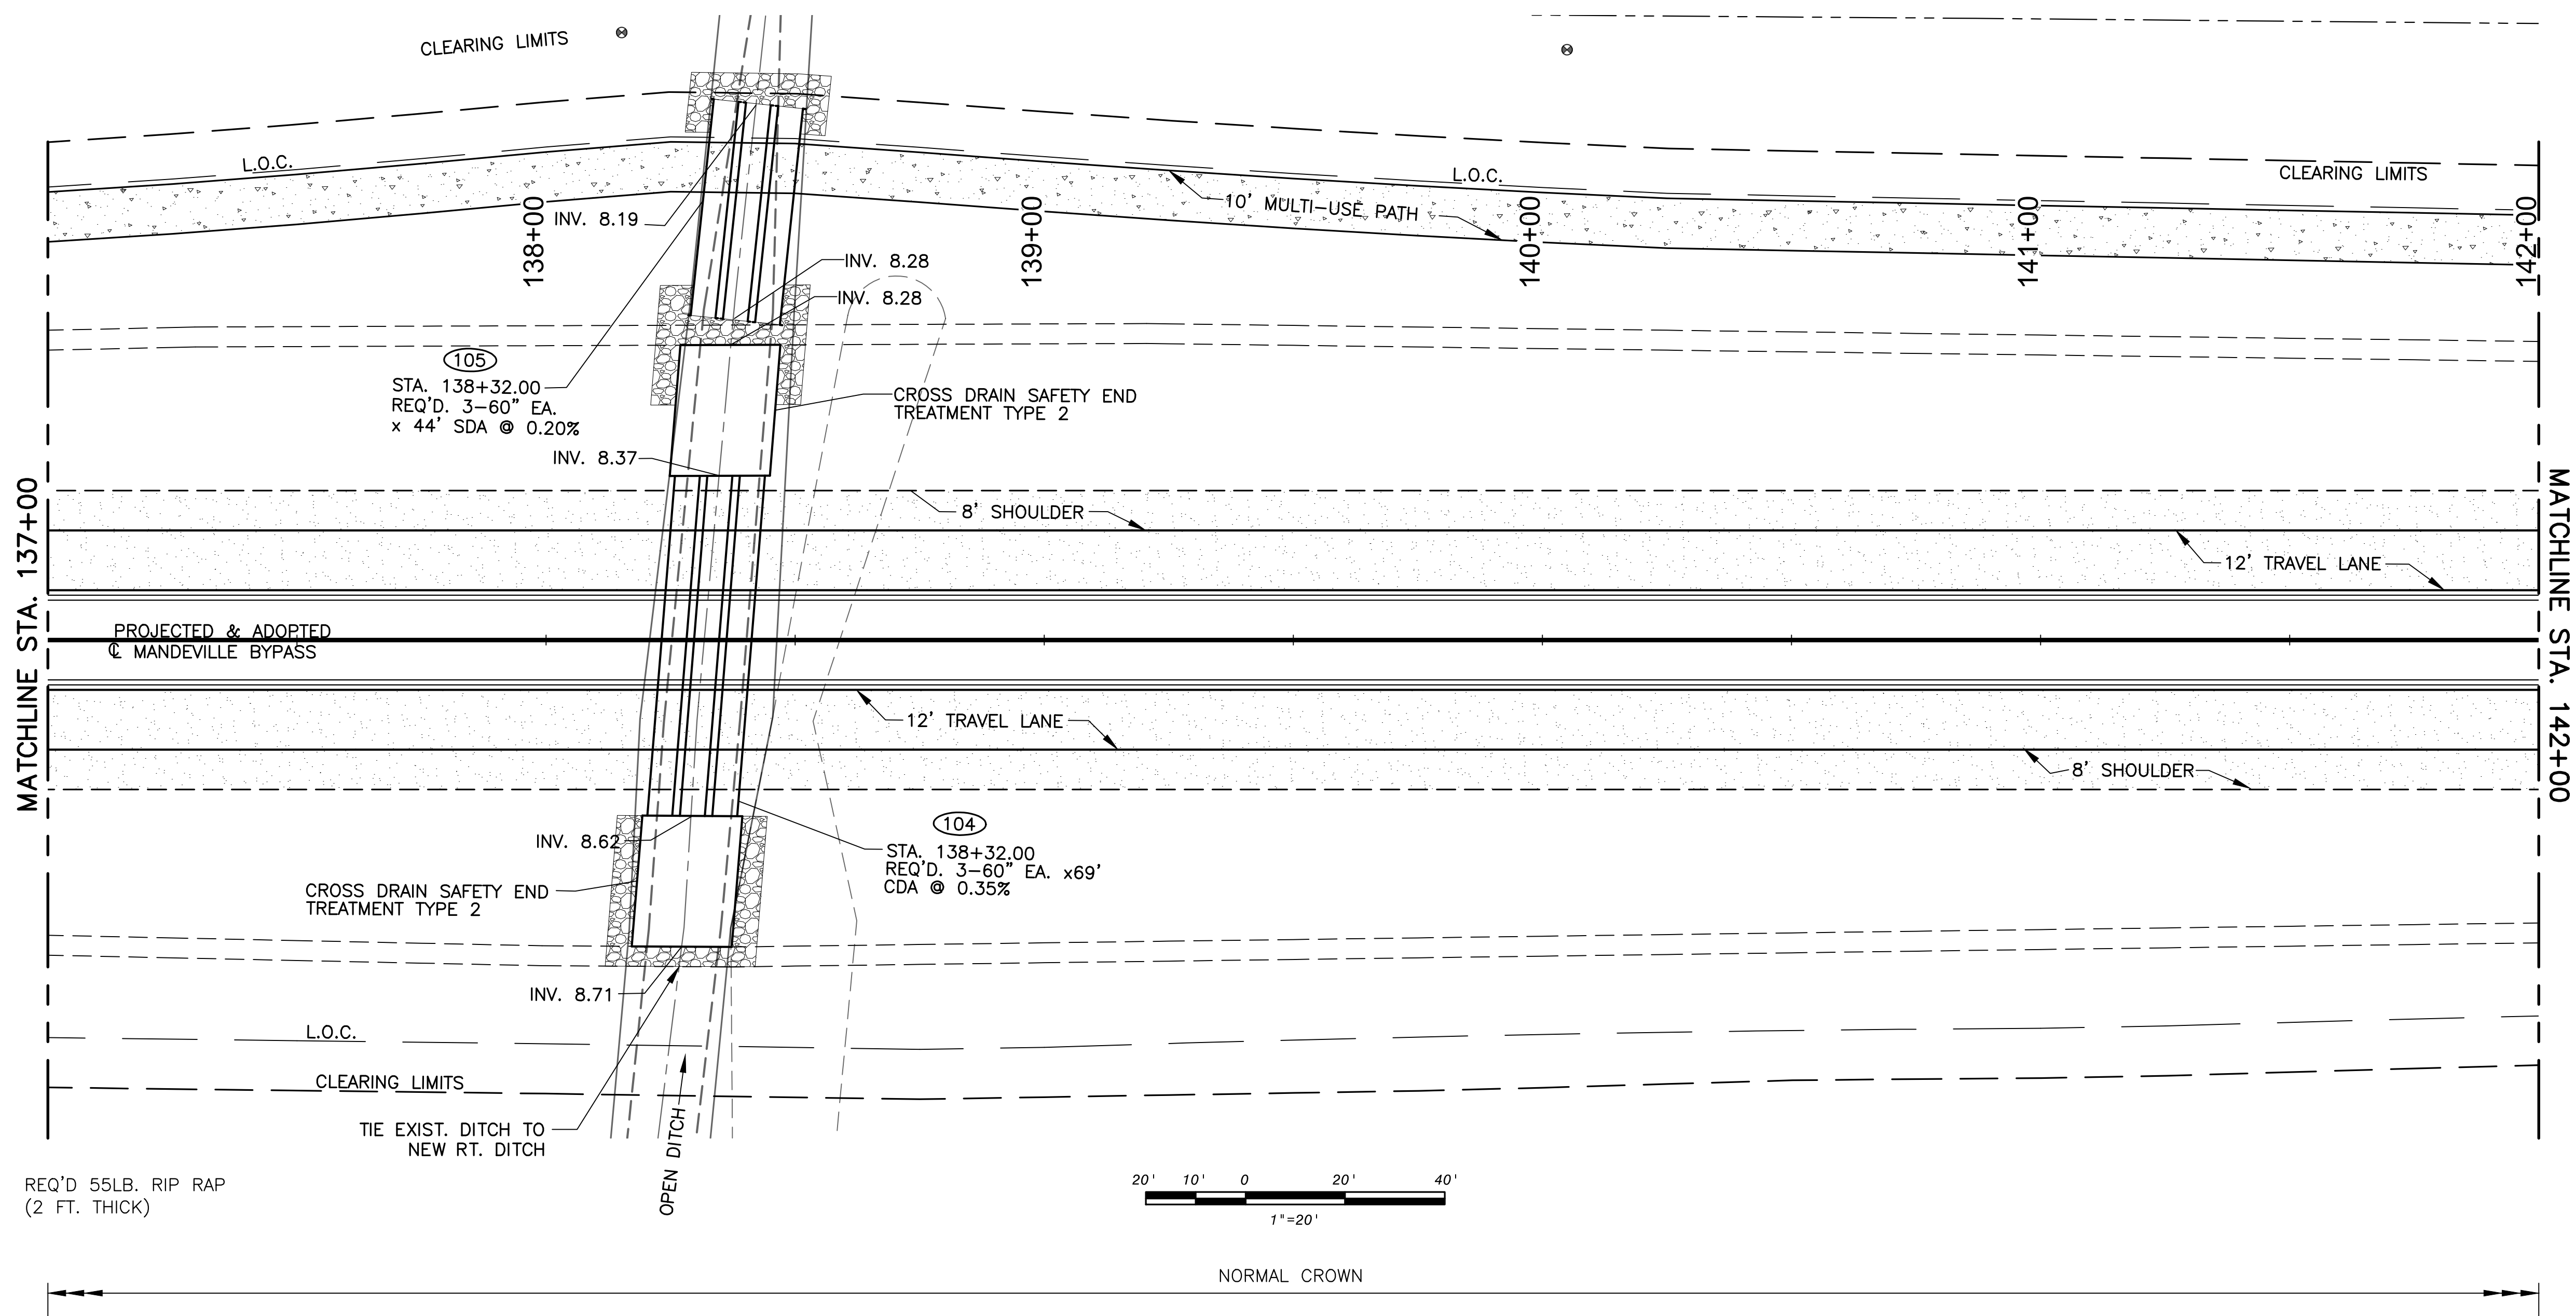 CLEARING LIMITS
L.O.C.
L.O.C.
CLEARING LIMITS
10' MULTI-USE PATH
138+00
139+00
140+00
141+00
142+00
INV. 8.19
INV. 8.28
INV. 8.28
105
STA. 138+32.00
REQ'D. 3-60" EA.
x 44' SDA @ 0.20%
CROSS DRAIN SAFETY END
TREATMENT TYPE 2
INV. 8.37
8' SHOULDER
12' TRAVEL LANE
MATCHLINE STA. 137+00
MATCHLINE STA. 142+00
PROJECTED & ADOPTED
℄ MANDEVILLE BYPASS
12' TRAVEL LANE
8' SHOULDER
INV. 8.62
104
STA. 138+32.00
REQ'D. 3-60" EA. x69'
CDA @ 0.35%
CROSS DRAIN SAFETY END
TREATMENT TYPE 2
INV. 8.71
L.O.C.
CLEARING LIMITS
TIE EXIST. DITCH TO
NEW RT. DITCH
OPEN DITCH
REQ'D 55LB. RIP RAP
(2 FT. THICK)
20' 10' 0 20' 40'
1"=20'
NORMAL CROWN